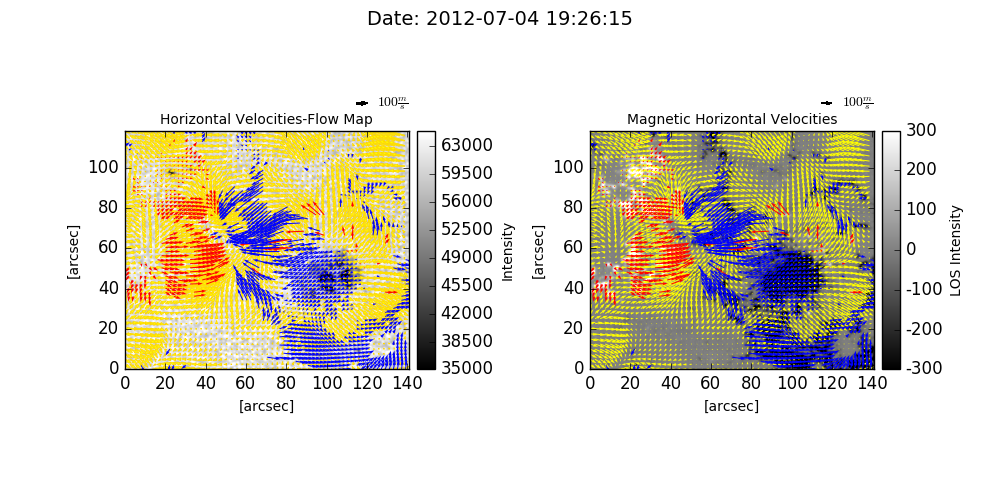 Date: 2012-07-04 19:26:15
100 m/s
100 m/s
Horizontal Velocities-Flow Map
Magnetic Horizontal Velocities
[arcsec]
100
80
60
40
20
0
0 20 40 60 80 100 120 140
[arcsec]
63000
59500
56000
52500
49000
45500
42000
38500
35000
Intensity
[arcsec]
100
80
60
40
20
0
0 20 40 60 80 100 120 140
[arcsec]
300
200
100
0
-100
-200
-300
LOS Intensity